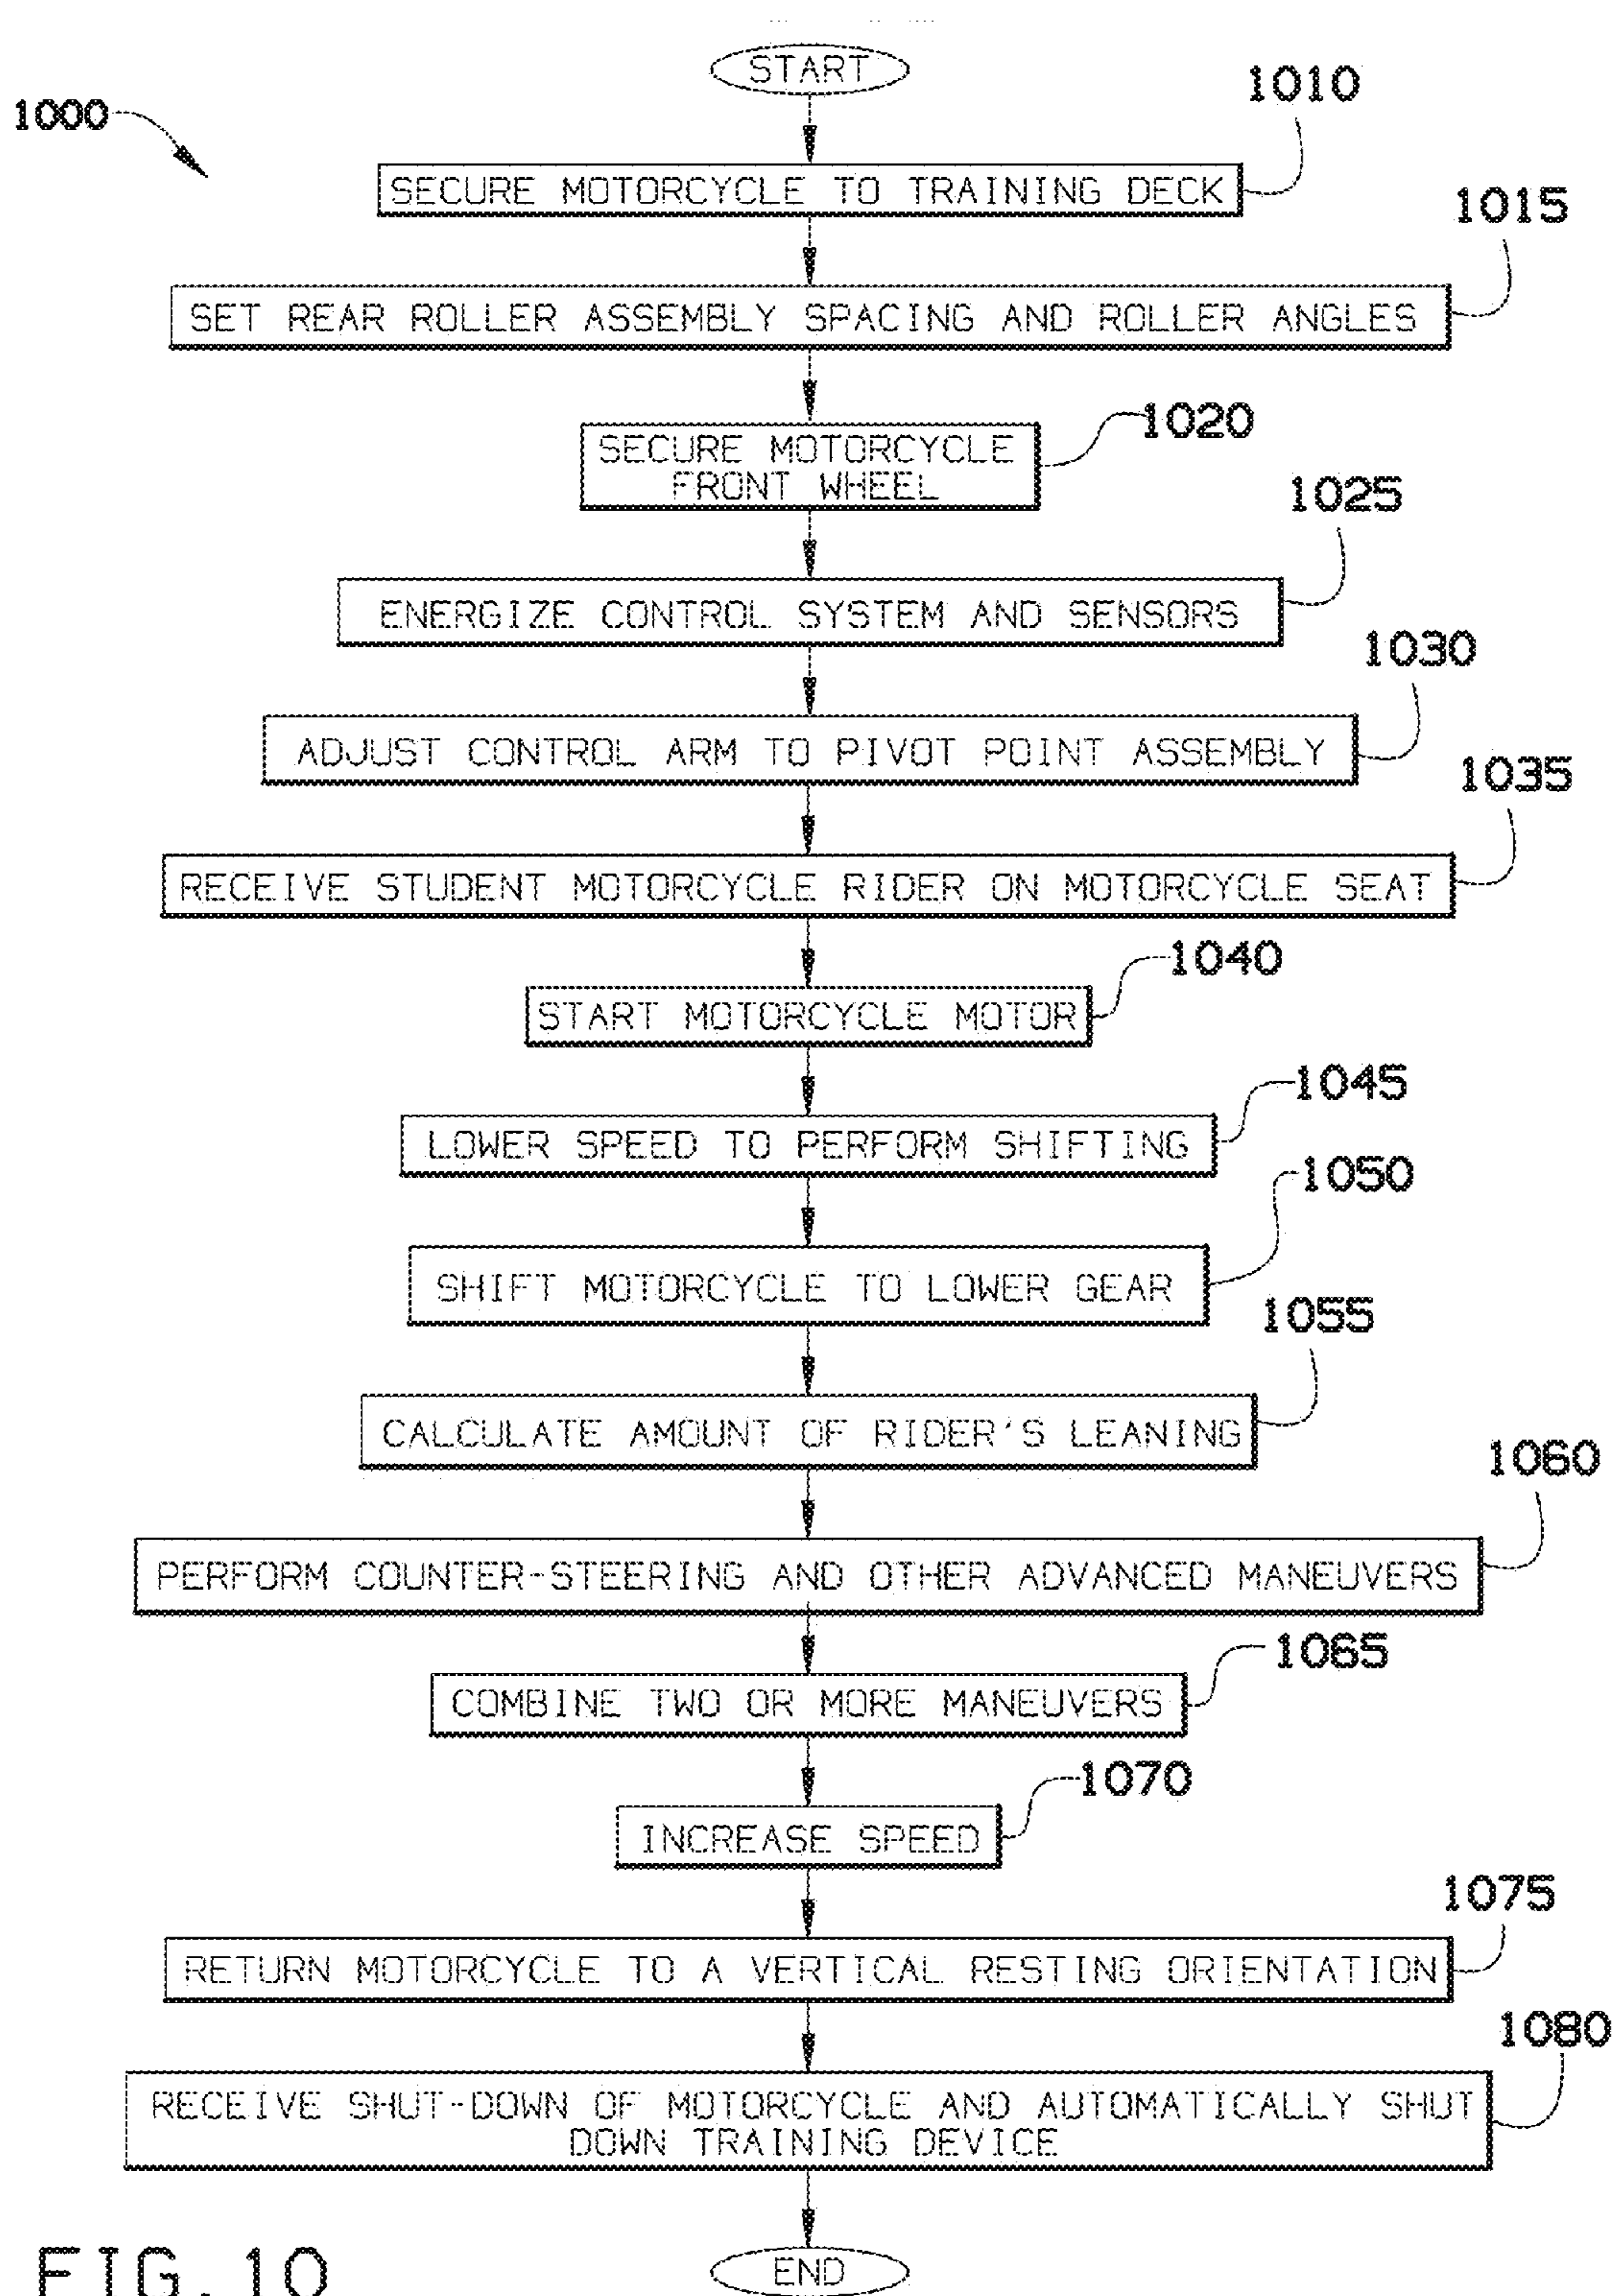 START
1000
1010
SECURE MOTORCYCLE TO TRAINING DECK
1015
SET REAR ROLLER ASSEMBLY SPACING AND ROLLER ANGLES
1020
SECURE MOTORCYCLE
FRONT WHEEL
1025
ENERGIZE CONTROL SYSTEM AND SENSORS
1030
ADJUST CONTROL ARM TO PIVOT POINT ASSEMBLY
1035
RECEIVE STUDENT MOTORCYCLE RIDER ON MOTORCYCLE SEAT
1040
START MOTORCYCLE MOTOR
1045
LOWER SPEED TO PERFORM SHIFTING
1050
SHIFT MOTORCYCLE TO LOWER GEAR
1055
CALCULATE AMOUNT OF RIDER'S LEANING
1060
PERFORM COUNTER-STEERING AND OTHER ADVANCED MANEUVERS
1065
COMBINE TWO OR MORE MANEUVERS
1070
INCREASE SPEED
1075
RETURN MOTORCYCLE TO A VERTICAL RESTING ORIENTATION
1080
RECEIVE SHUT-DOWN OF MOTORCYCLE AND AUTOMATICALLY SHUT
DOWN TRAINING DEVICE
END
FIG.10